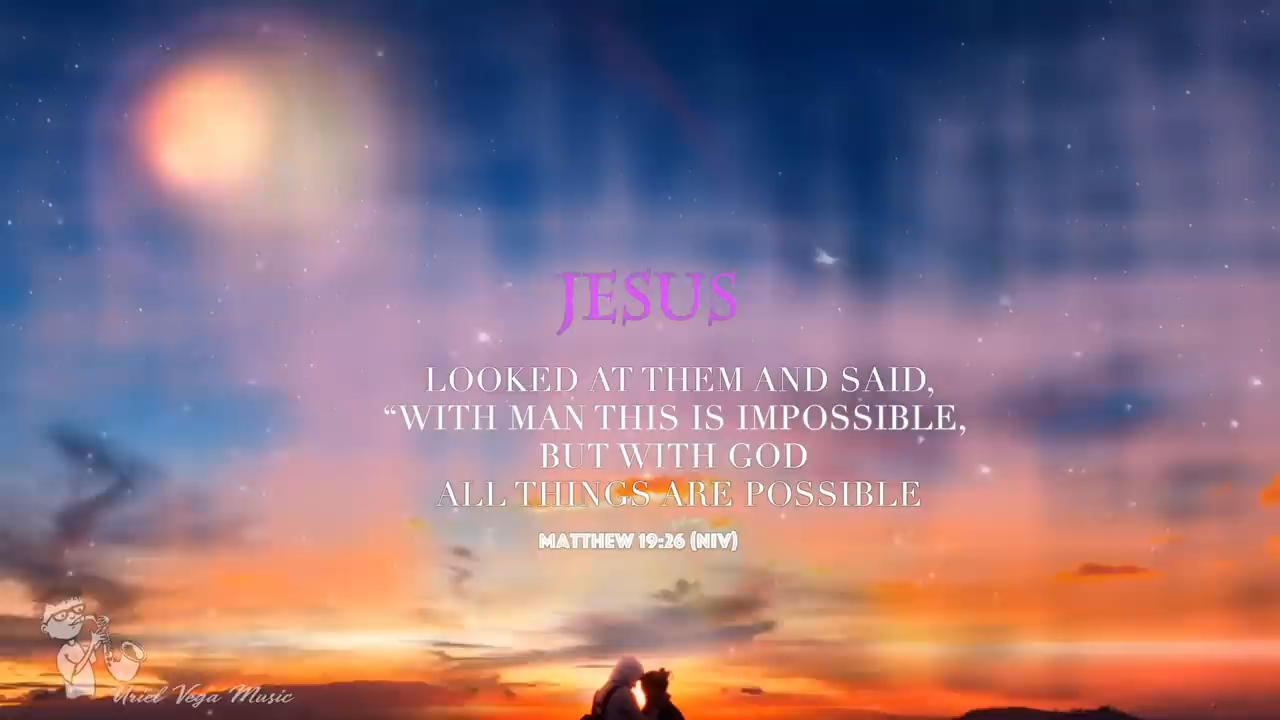 JESUS
LOOKED AT THEM AND SAID,
“WITH MAN THIS IS IMPOSSIBLE,
BUT WITH GOD
ALL THINGS ARE POSSIBLE
MATTHEW 19:26 (NIV)
Uriel Vega Music